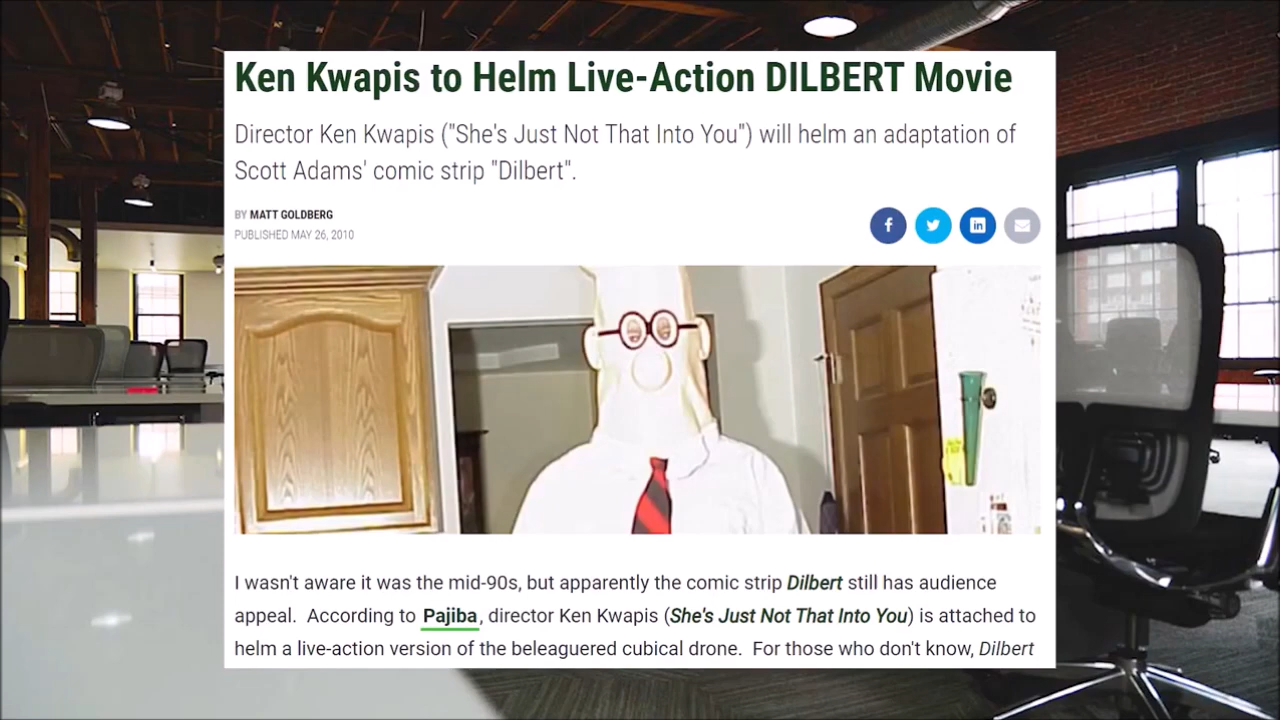 Ken Kwapis to Helm Live-Action DILBERT Movie
Director Ken Kwapis ("She's Just Not That Into You") will helm an adaptation of
Scott Adams' comic strip "Dilbert".
BY MATT GOLDBERG
PUBLISHED MAY 26, 2010
I wasn't aware it was the mid-90s, but apparently the comic strip Dilbert still has audience
appeal. According to Pajiba, director Ken Kwapis (She's Just Not That Into You) is attached to
helm a live-action version of the beleaguered cubical drone. For those who don't know, Dilbert